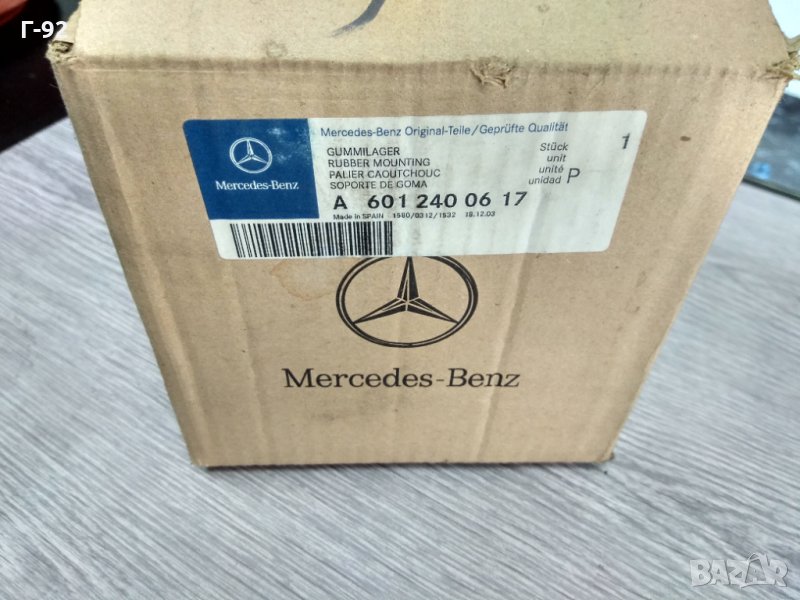 Г-92
Mercedes-Benz
Mercedes-Benz Original-Teile/Geprüfte Qualität
GUMMILAGER
RUBBER MOUNTING
PALIER CAOUTCHOUC
SOPORTE DE GOMA
Stück
unit
unité
unidad P
1
A 601 240 06 17
Made in SPAIN 1580/0312/1532 18.12.03
Mercedes-Benz
BAZAR